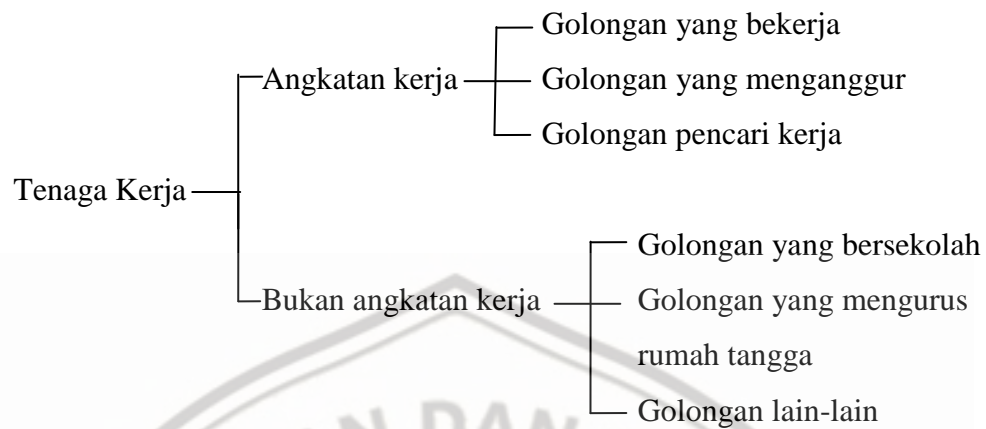 Golongan yang bekerja
Angkatan kerja
Golongan yang menganggur
Golongan pencari kerja
Tenaga Kerja
Golongan yang bersekolah
Bukan angkatan kerja
Golongan yang mengurus
rumah tangga
Golongan lain-lain